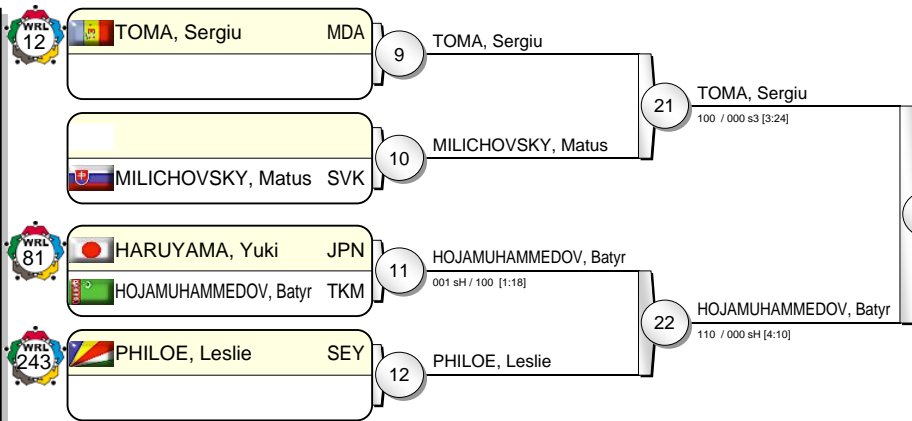 WRL
12
TOMA, Sergiu MDA
9
TOMA, Sergiu
21
TOMA, Sergiu
100 / 000 s3 [3:24]
10
MILICHOVSKY, Matus
MILICHOVSKY, Matus SVK
WRL
81
HARUYAMA, Yuki JPN
HOJAMUHAMMEDOV, Batyr TKM
11
HOJAMUHAMMEDOV, Batyr
001 sH / 100 [1:18]
22
HOJAMUHAMMEDOV, Batyr
110 / 000 sH [4:10]
WRL
243
PHILOE, Leslie SEY
12
PHILOE, Leslie